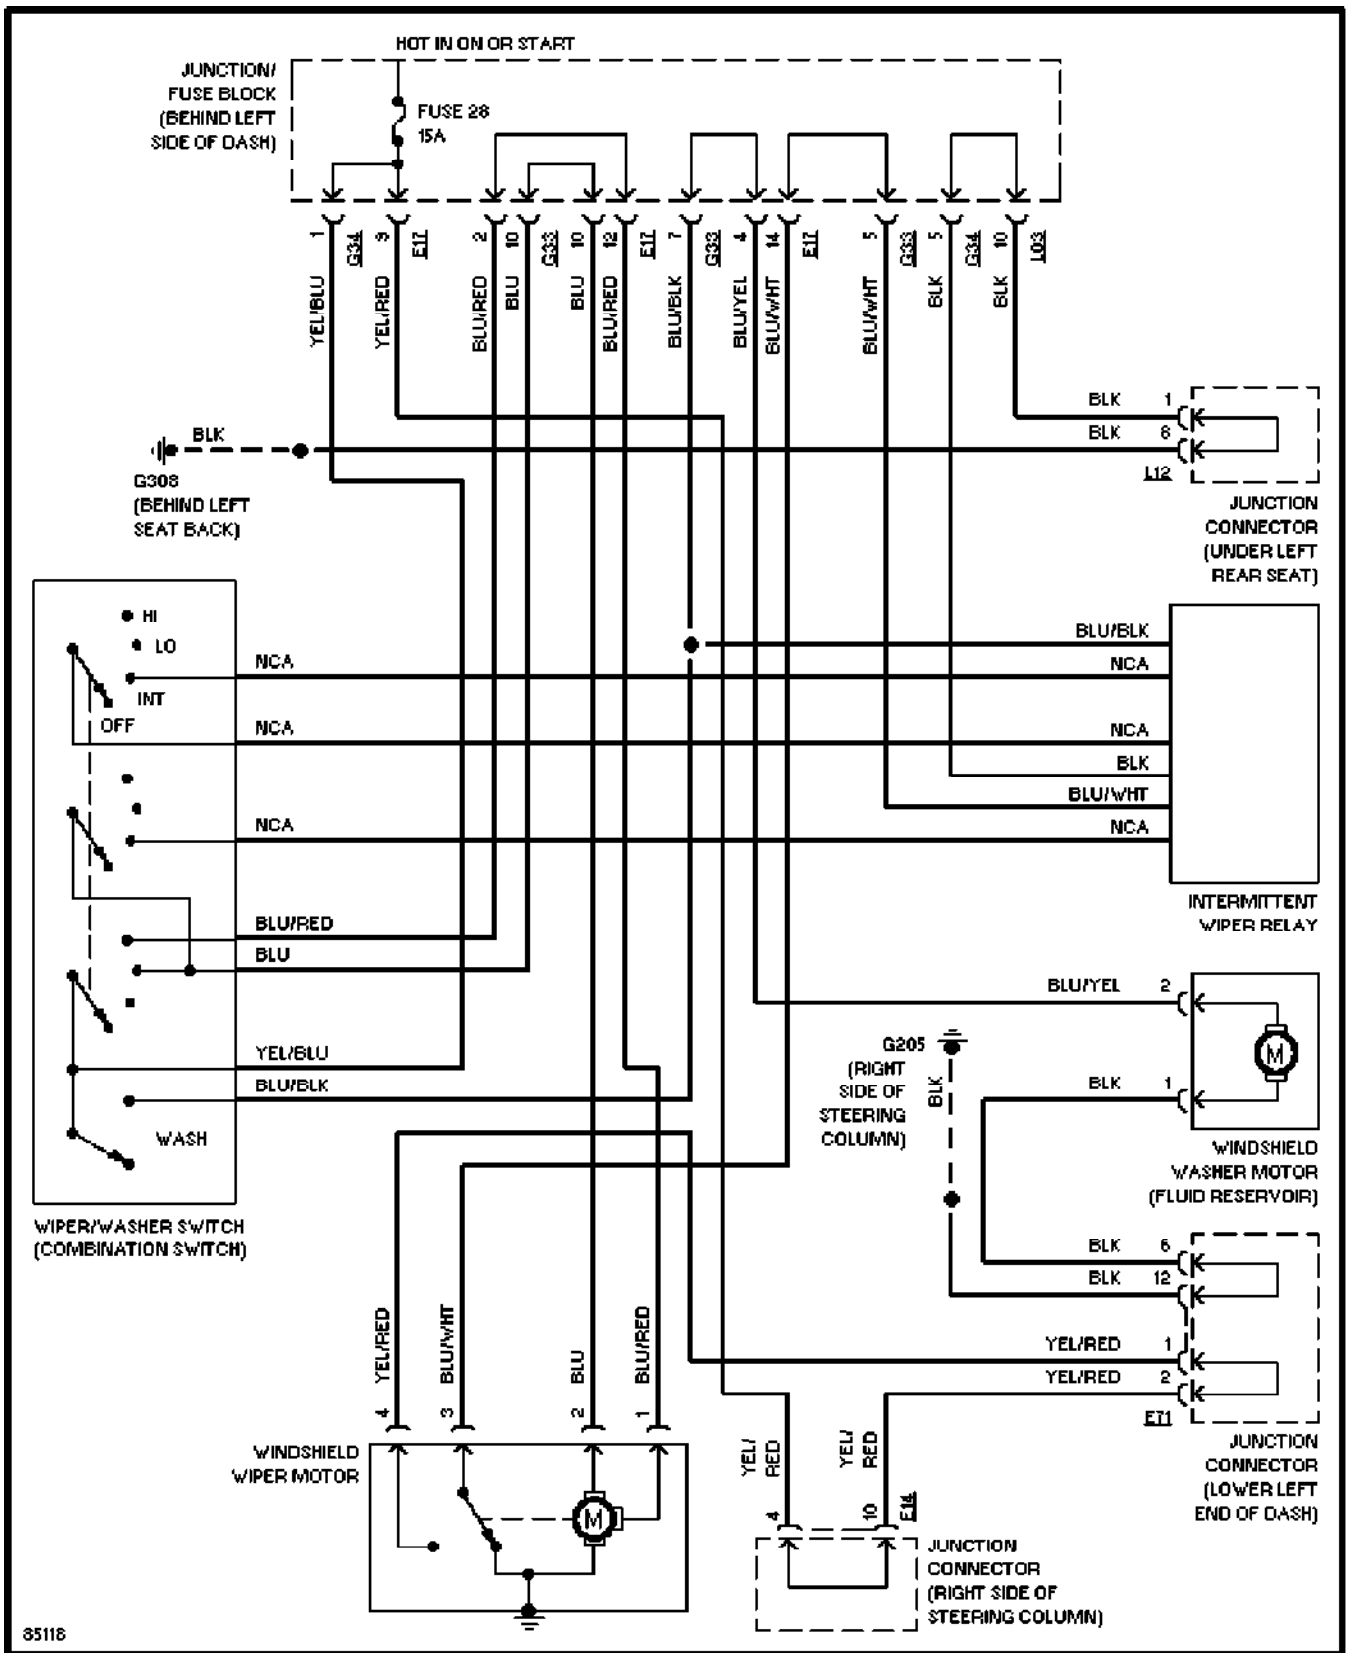 HOT IN ON OR START
JUNCTION/
FUSE BLOCK
(BEHIND LEFT
SIDE OF DASH)
FUSE 28
15A
1
G34
9
E17
2
10
G33
10
12
E17
7
G33
4
14
E17
5
G33
5
G34
10
L03
YEL/BLU
YEL/RED
BLU/RED
BLU
BLU
BLU/RED
BLU/BLK
BLU/YEL
BLU/WHT
BLU/WHT
BLK
BLK
BLK 1
BLK 8
L12
JUNCTION
CONNECTOR
(UNDER LEFT
REAR SEAT)
BLK
G308
(BEHIND LEFT
SEAT BACK)
HI
LO
INT
OFF
NCA
NCA
NCA
BLU/RED
BLU
YEL/BLU
BLU/BLK
WASH
WIPER/WASHER SWITCH
(COMBINATION SWITCH)
BLU/BLK
NCA
NCA
BLK
BLU/WHT
NCA
INTERMITTENT
WIPER RELAY
BLU/YEL 2
M
BLK 1
WINDSHIELD
WASHER MOTOR
(FLUID RESERVOIR)
G205
(RIGHT
SIDE OF
STEERING
COLUMN)
BLK
BLK 6
BLK 12
YEL/RED 1
YEL/RED 2
E71
JUNCTION
CONNECTOR
(LOWER LEFT
END OF DASH)
YEL/RED
BLU/WHT
BLU
BLU/RED
4
3
2
1
WINDSHIELD
WIPER MOTOR
M
YEL/
RED
YEL/
RED
4
10
E14
JUNCTION
CONNECTOR
(RIGHT SIDE OF
STEERING COLUMN)
85118